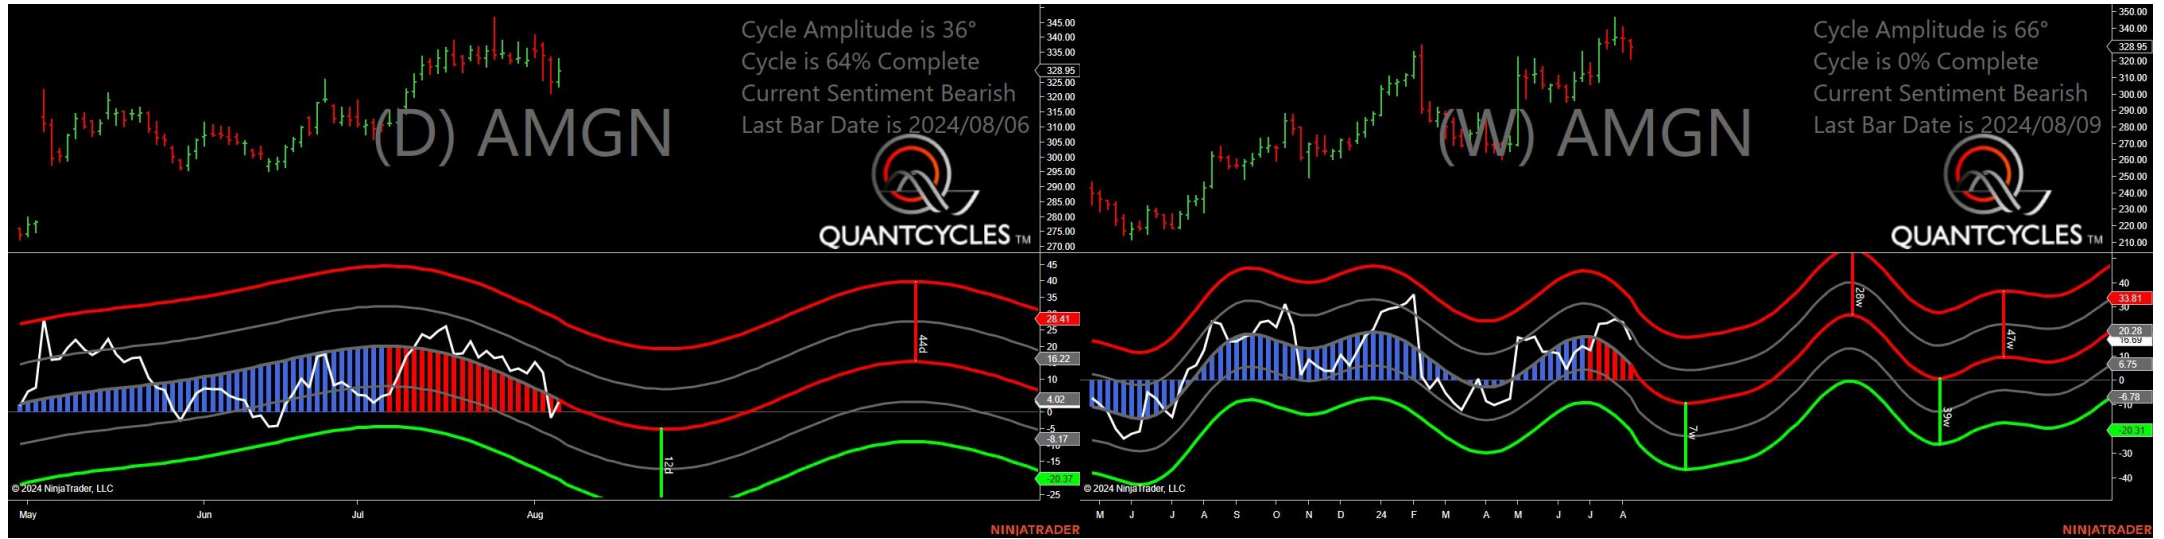 Cycle Amplitude is 36°
Cycle is 64% Complete
Current Sentiment Bearish
Last Bar Date is 2024/08/06
(D) AMGN
QUANTCYCLES TM
345.00
340.00
335.00
328.95
325.00
320.00
315.00
310.00
305.00
300.00
295.00
290.00
285.00
280.00
275.00
270.00
45
40
35
28.41
25
20
16.22
10
4.02
0
-5
-8.17
-15
-20.37
-25
44d
12d
© 2024 NinjaTrader, LLC
May Jun Jul Aug
NINJATRADER
Cycle Amplitude is 66°
Cycle is 0% Complete
Current Sentiment Bearish
Last Bar Date is 2024/08/09
(W) AMGN
QUANTCYCLES TM
350.00
340.00
328.95
320.00
310.00
300.00
290.00
280.00
270.00
260.00
250.00
240.00
230.00
220.00
210.00
40
33.81
30
20.28
16.69
10
6.75
0
-6.78
-10
-20.31
-30
-40
28w
47w
7w
39w
© 2024 NinjaTrader, LLC
M J J A S O N D 24 F M A M J J A
NINJATRADER